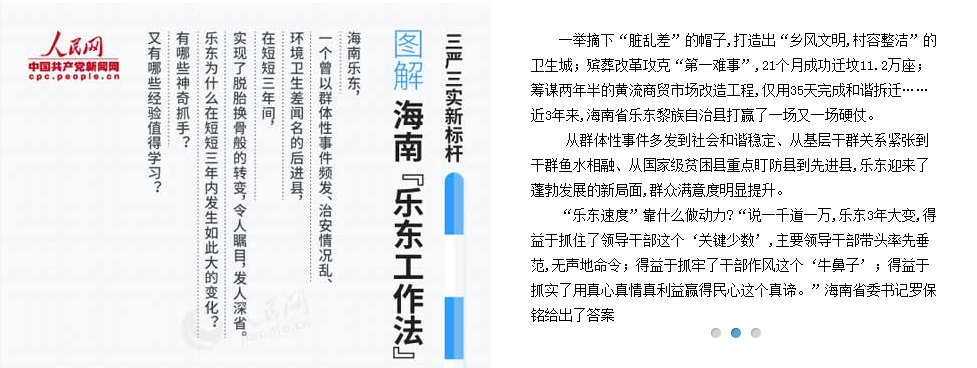 人民网
中国共产党新闻网
cpc.people.com.cn
三严三实新标杆
图解 海南『乐东工作法』
海南乐东，
一个曾以群体性事件频发、治安情况乱、
环境卫生差闻名的后进县，
在短短三年间，
实现了脱胎换骨般的转变，令人瞩目，发人深省。
乐东为什么在短短三年内发生如此大的变化？
有哪些神奇抓手？
又有哪些经验值得学习？
一举摘下“脏乱差”的帽子,打造出“乡风文明,村容整洁”的
卫生城；殡葬改革攻克“第一难事”,21个月成功迁坟11.2万座；
筹谋两年半的黄流商贸市场改造工程,仅用35天完成和谐拆迁……
近3年来,海南省乐东黎族自治县打赢了一场又一场硬仗。
从群体性事件多发到社会和谐稳定、从基层干群关系紧张到
干群鱼水相融、从国家级贫困县重点盯防县到先进县,乐东迎来了
蓬勃发展的新局面,群众满意度明显提升。
“乐东速度”靠什么做动力?“说一千道一万,乐东3年大变,得
益于抓住了领导干部这个‘关键少数’,主要领导干部带头率先垂
范,无声地命令；得益于抓牢了干部作风这个‘牛鼻子’；得益于
抓实了用真心真情真利益赢得民心这个真谛。”海南省委书记罗保
铭给出了答案